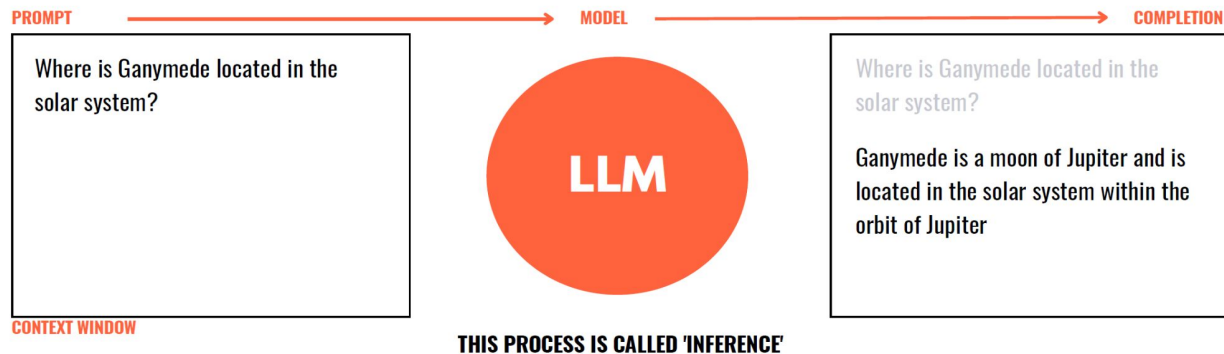 PROMPT
MODEL
COMPLETION
Where is Ganymede located in the
solar system?
LLM
Where is Ganymede located in the
solar system?
Ganymede is a moon of Jupiter and is
located in the solar system within the
orbit of Jupiter
CONTEXT WINDOW
THIS PROCESS IS CALLED 'INFERENCE'